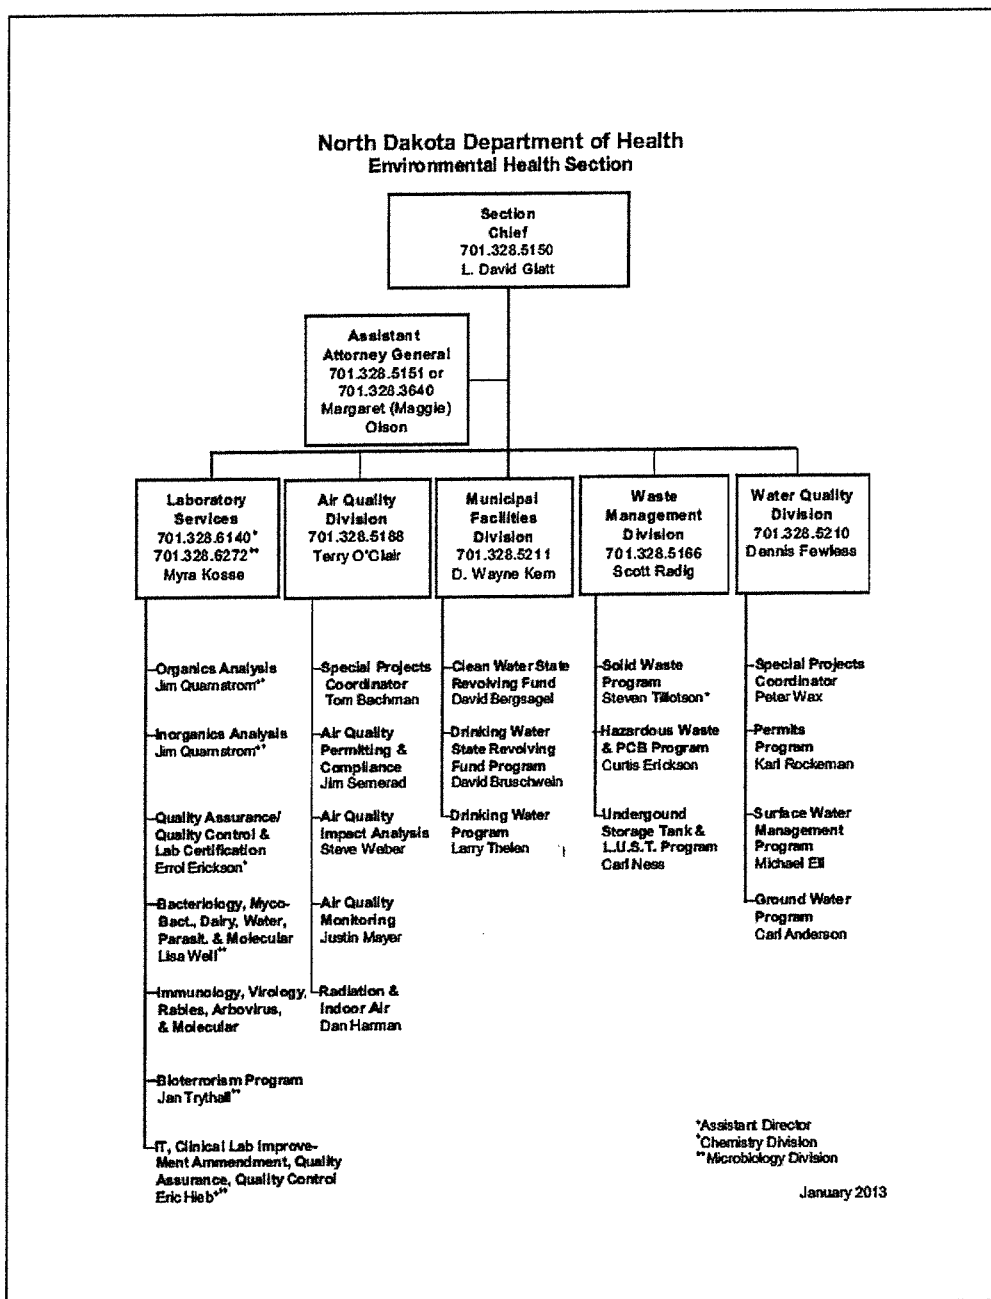 North Dakota Department of Health
Environmental Health Section
Section
Chief
701.328.5150
L. David Glatt
Assistant
Attorney General
701.328.5151 or
701.328.3640
Margaret (Maggie)
Olson
Laboratory
Services
701.328.6140*
701.328.6272**
Myra Kosse
Air Quality
Division
701.328.5188
Terry O'Clair
Municipal
Facilities
Division
701.328.5211
D. Wayne Kern
Waste
Management
Division
701.328.5166
Scott Radig
Water Quality
Division
701.328.5210
Dennis Fewless
Organics Analysis
Jim Quarnstrom
Inorganics Analysis
Jim Quarnstrom
Quality Assurance/
Quality Control &
Lab Certification
Errol Erickson
Bacteriology, Myco-
Bact., Dairy, Water,
Parasit. & Molecular
Lisa Well**
Immunology, Virology,
Rabies, Arbovirus,
& Molecular
Bioterrorism Program
Jan Trythall**
IT, Clinical Lab Improve-
Ment Ammendment, Quality
Assurance, Quality Control
Eric Hieb
Special Projects
Coordinator
Tom Bachman
Air Quality
Permitting &
Compliance
Jim Semerad
Air Quality
Impact Analysis
Steve Weber
Air Quality
Monitoring
Justin Mayer
Radiation &
Indoor Air
Dan Harman
Clean Water State
Revolving Fund
David Bergsagel
Drinking Water
State Revolving
Fund Program
David Bruschwein
Drinking Water
Program
Larry Thelen
Solid Waste
Program
Steven Tillotson
Hazardous Waste
& PCB Program
Curtis Erickson
Undergound
Storage Tank &
L.U.S.T. Program
Carl Ness
Special Projects
Coordinator
Peter Wax
Permits
Program
Karl Rockeman
Surface Water
Management
Program
Michael Ell
Ground Water
Program
Carl Anderson
+Assistant Director
*Chemistry Division
**Microbiology Division
January 2013